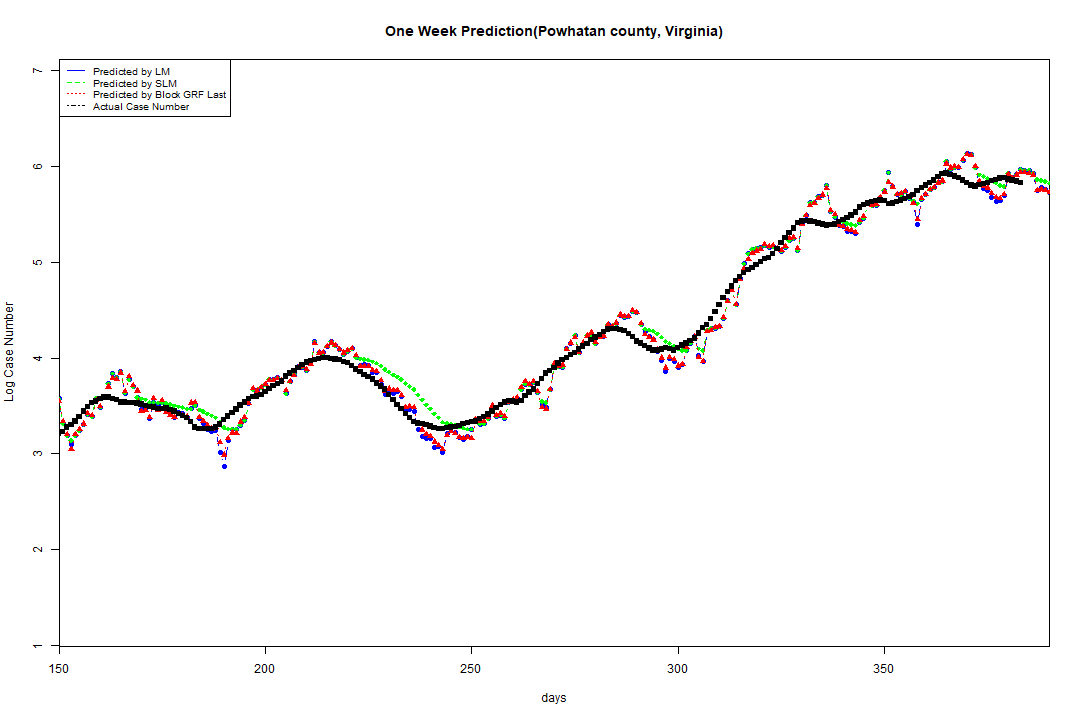 One Week Prediction(Powhatan county, Virginia)
Predicted by LM
Predicted by SLM
Predicted by Block GRF Last
Actual Case Number
7
6
5
4
3
2
1
Log Case Number
150 200 250 300 350
days